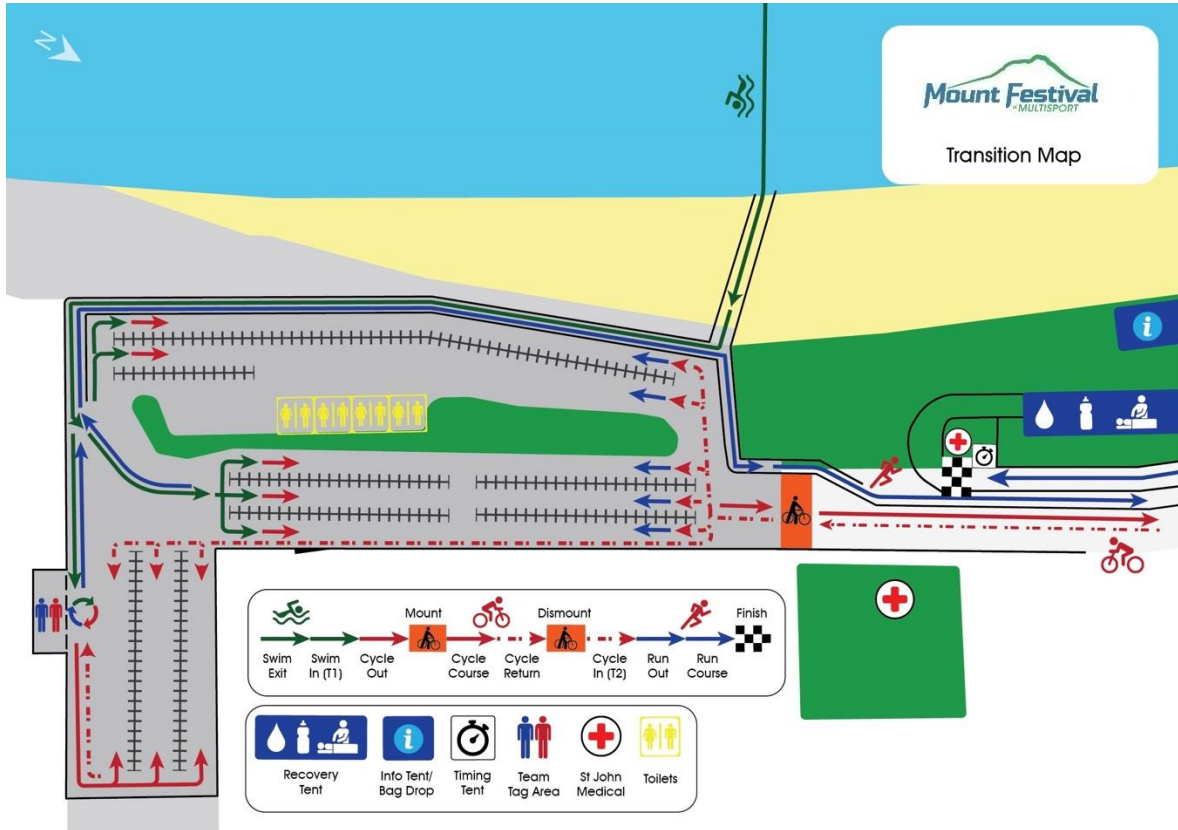 N
Mount Festival
of MULTISPORT
Transition Map
i
Mount
Dismount
Finish
Swim
Exit
Swim
In (T1)
Cycle
Out
Cycle
Course
Cycle
Return
Cycle
In (T2)
Run
Out
Run
Course
i
Recovery
Tent
Info Tent/
Bag Drop
Timing
Tent
Team
Tag Area
St John
Medical
Toilets